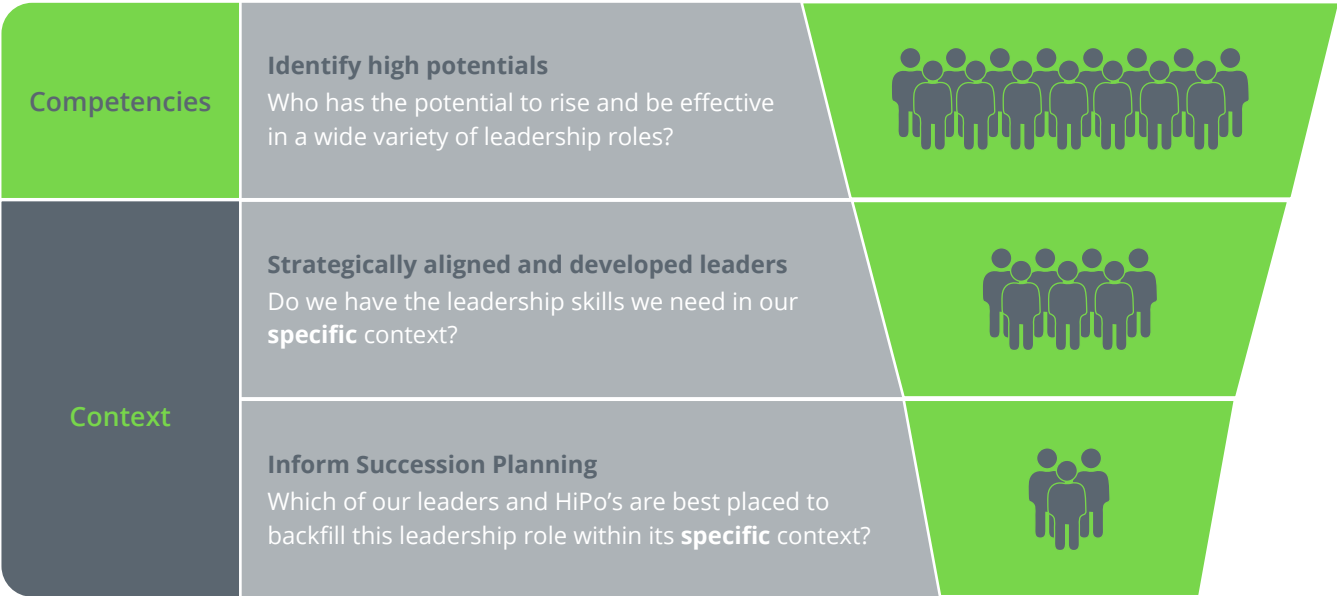 Competencies
Identify high potentials
Who has the potential to rise and be effective
in a wide variety of leadership roles?
Context
Strategically aligned and developed leaders
Do we have the leadership skills we need in our
specific context?
Inform Succession Planning
Which of our leaders and HiPo’s are best placed to
backfill this leadership role within its specific context?